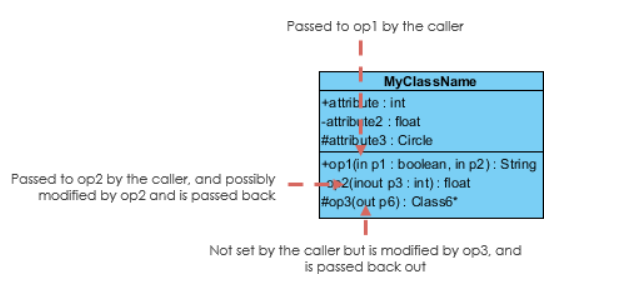 Passed to op1 by the caller
MyClassName
+attribute : int
-attribute2 : float
#attribute3 : Circle
+op1(in p1 : boolean, in p2) : String
Passed to op2 by the caller, and possibly
modified by op2 and is passed back
-op2(inout p3 : int) : float
#op3(out p6) : Class6*
Not set by the caller but is modified by op3, and
is passed back out